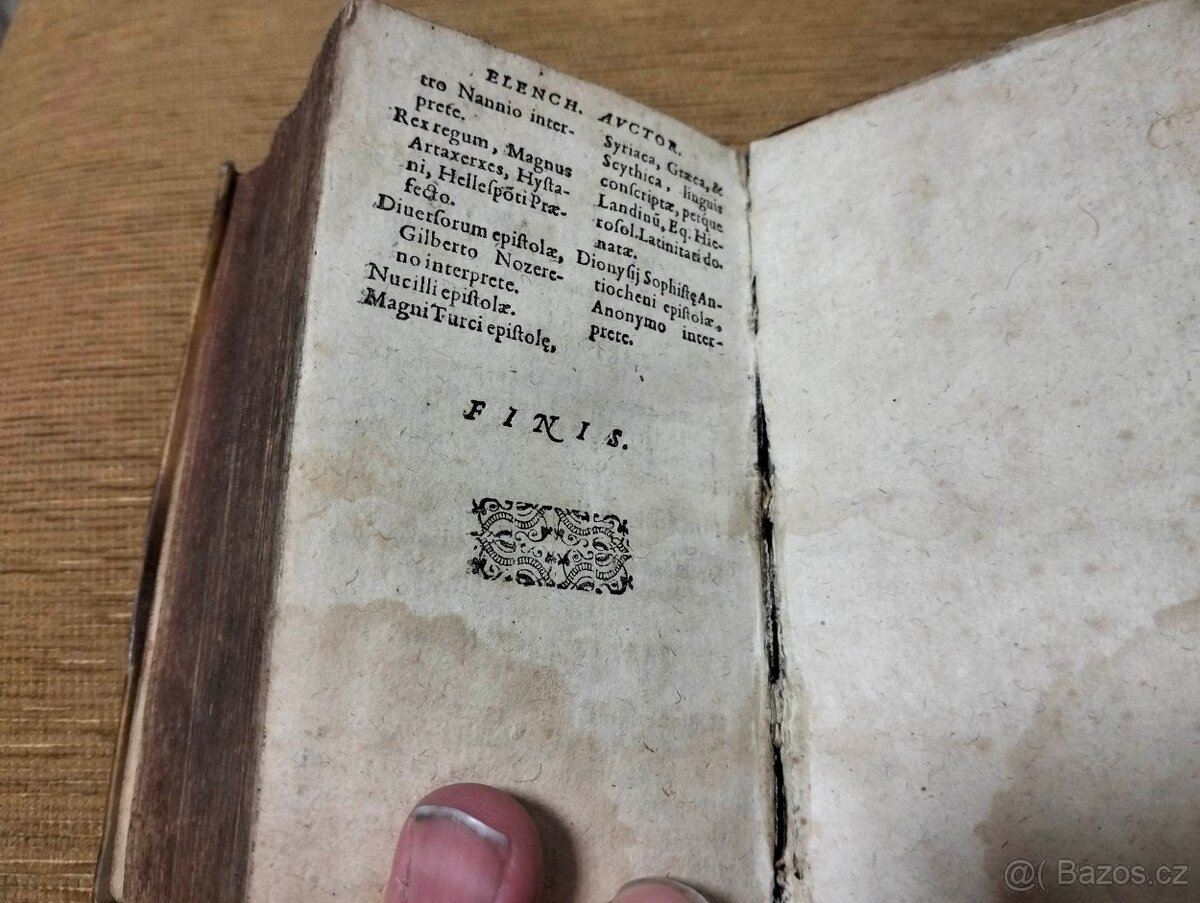 ELENCH. AVCTOR.
tro Nannio inter-
prete.
Rex regum, Magnus
Artaxerxes, Hysta-
ni, Hellespõti Præ-
fecto.
Diuersorum epistolæ,
Gilberto Nozere-
no interprete.
Nucilli epistolæ.
Magni Turci epistolę,
Syriaca, Græca, &
Scythica, linguis
conscriptæ, perque
Landinũ, Eq. Hie-
rosol. Latinitati do-
natæ.
Dionysij Sophistę An-
tiocheni epistolæ,
Anonymo inter-
prete.
FINIS.
@( Bazos.cz